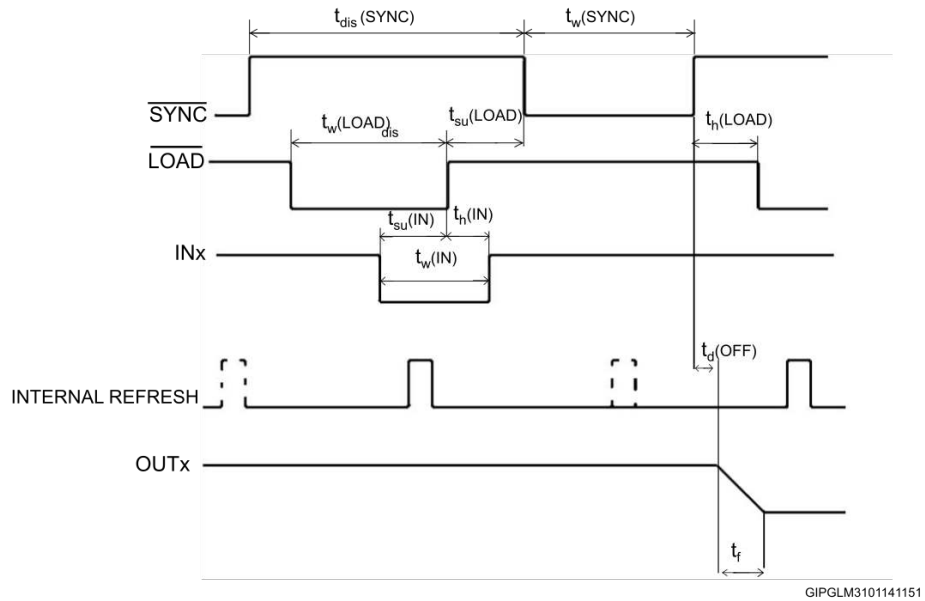 tdis(SYNC)
tw(SYNC)
SYNC
tw(LOAD)dis
tsu(LOAD)
th(LOAD)
LOAD
tsu(IN)
th(IN)
INx
tw(IN)
td(OFF)
INTERNAL REFRESH
OUTx
tf
GIPGLM3101141151